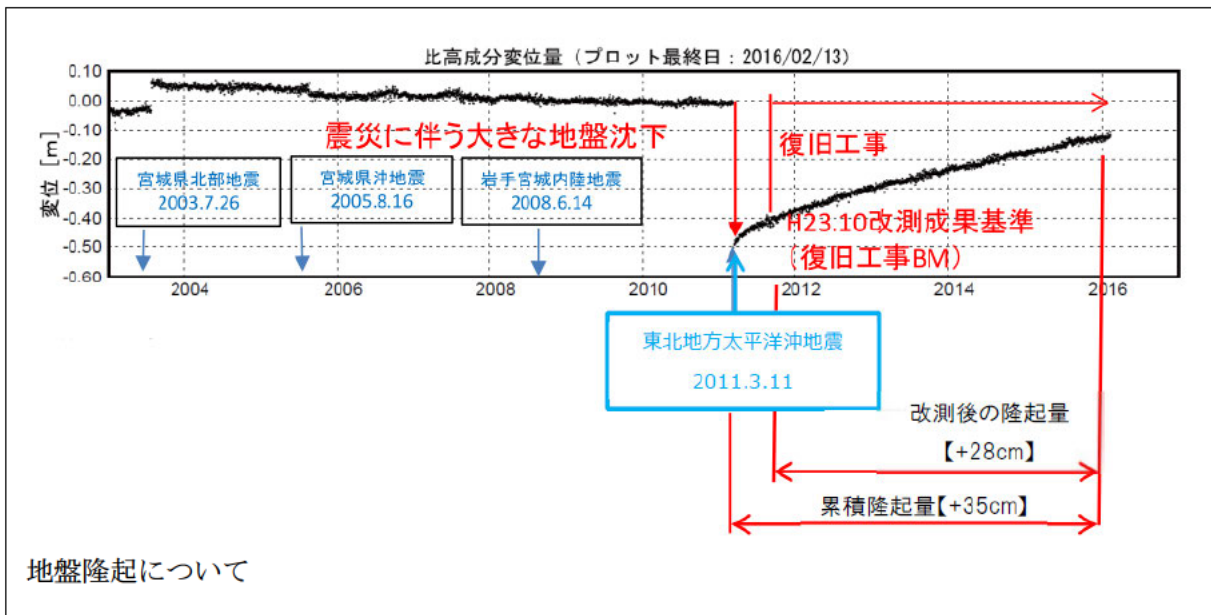 比高成分変位量（プロット最終日：2016/02/13）
0.10
0.00
-0.10
-0.20
-0.30
-0.40
-0.50
-0.60
変位 [m]
震災に伴う大きな地盤沈下
復旧工事
宮城県北部地震
2003.7.26
宮城県沖地震
2005.8.16
岩手宮城内陸地震
2008.6.14
H23.10改測成果基準
（復旧工事BM）
2004
2006
2008
2010
2012
2014
2016
東北地方太平洋沖地震
2011.3.11
改測後の隆起量
【+28cm】
累積隆起量【+35cm】
地盤隆起について